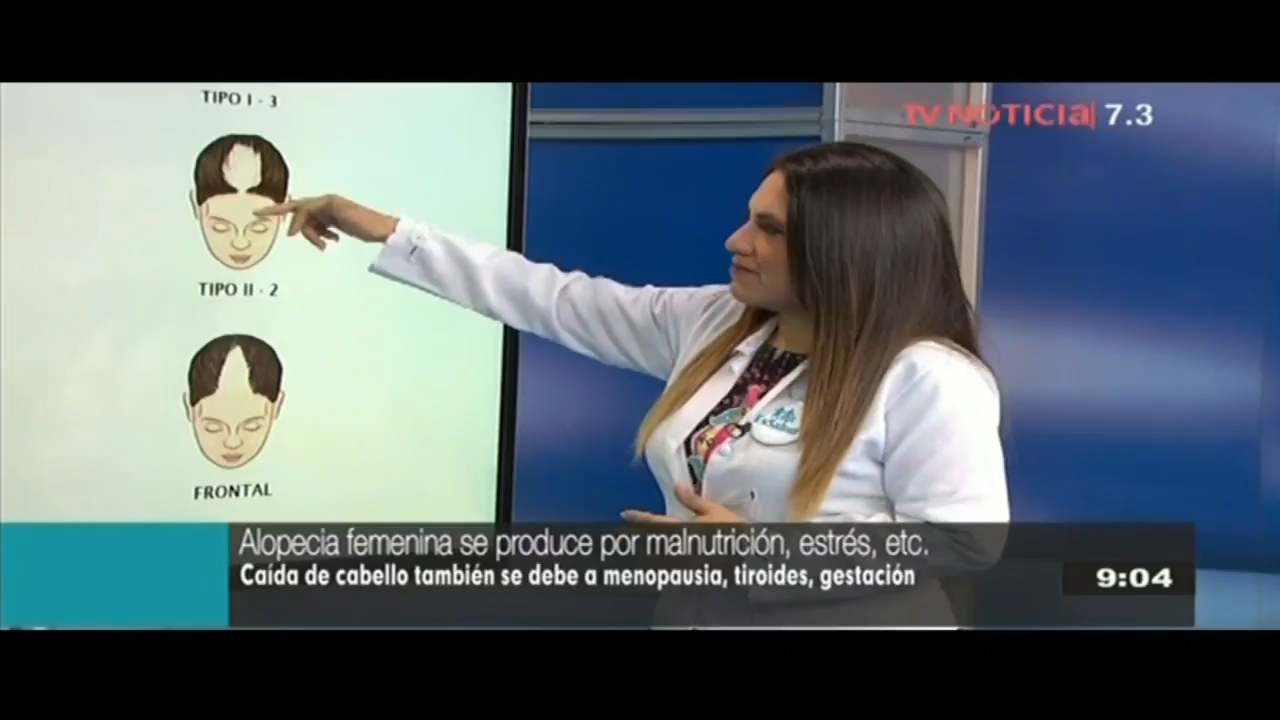 TIPO I - 3
TV NOTICIA 7.3
TIPO II - 2
FRONTAL
Alopecia femenina se produce por malnutrición, estrés, etc.
Caída de cabello también se debe a menopausia, tiroides, gestación
9:04